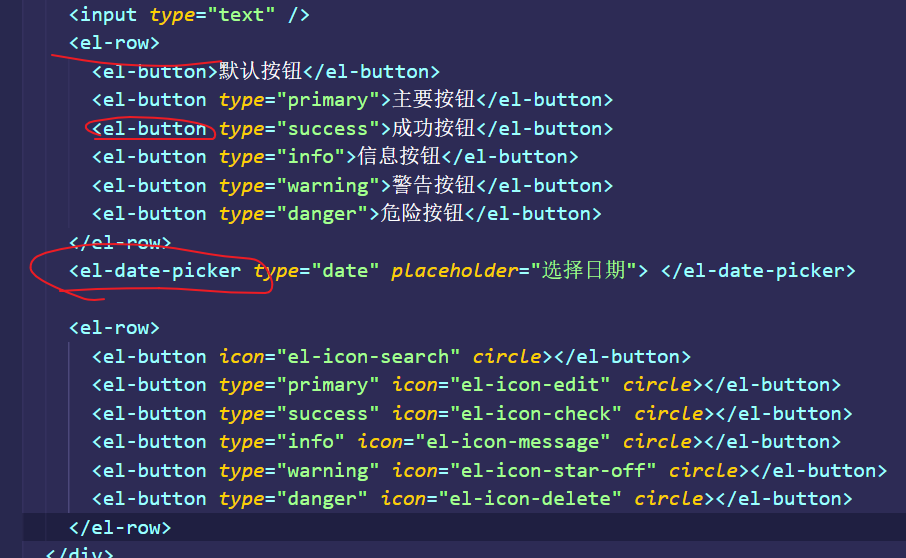 <input type="text" />
<el-row>
<el-button>默认按钮</el-button>
<el-button type="primary">主要按钮</el-button>
<el-button type="success">成功按钮</el-button>
<el-button type="info">信息按钮</el-button>
<el-button type="warning">警告按钮</el-button>
<el-button type="danger">危险按钮</el-button>
</el-row>
<el-date-picker type="date" placeholder="选择日期"> </el-date-picker>
<el-row>
<el-button icon="el-icon-search" circle></el-button>
<el-button type="primary" icon="el-icon-edit" circle></el-button>
<el-button type="success" icon="el-icon-check" circle></el-button>
<el-button type="info" icon="el-icon-message" circle></el-button>
<el-button type="warning" icon="el-icon-star-off" circle></el-button>
<el-button type="danger" icon="el-icon-delete" circle></el-button>
</el-row>
</div>